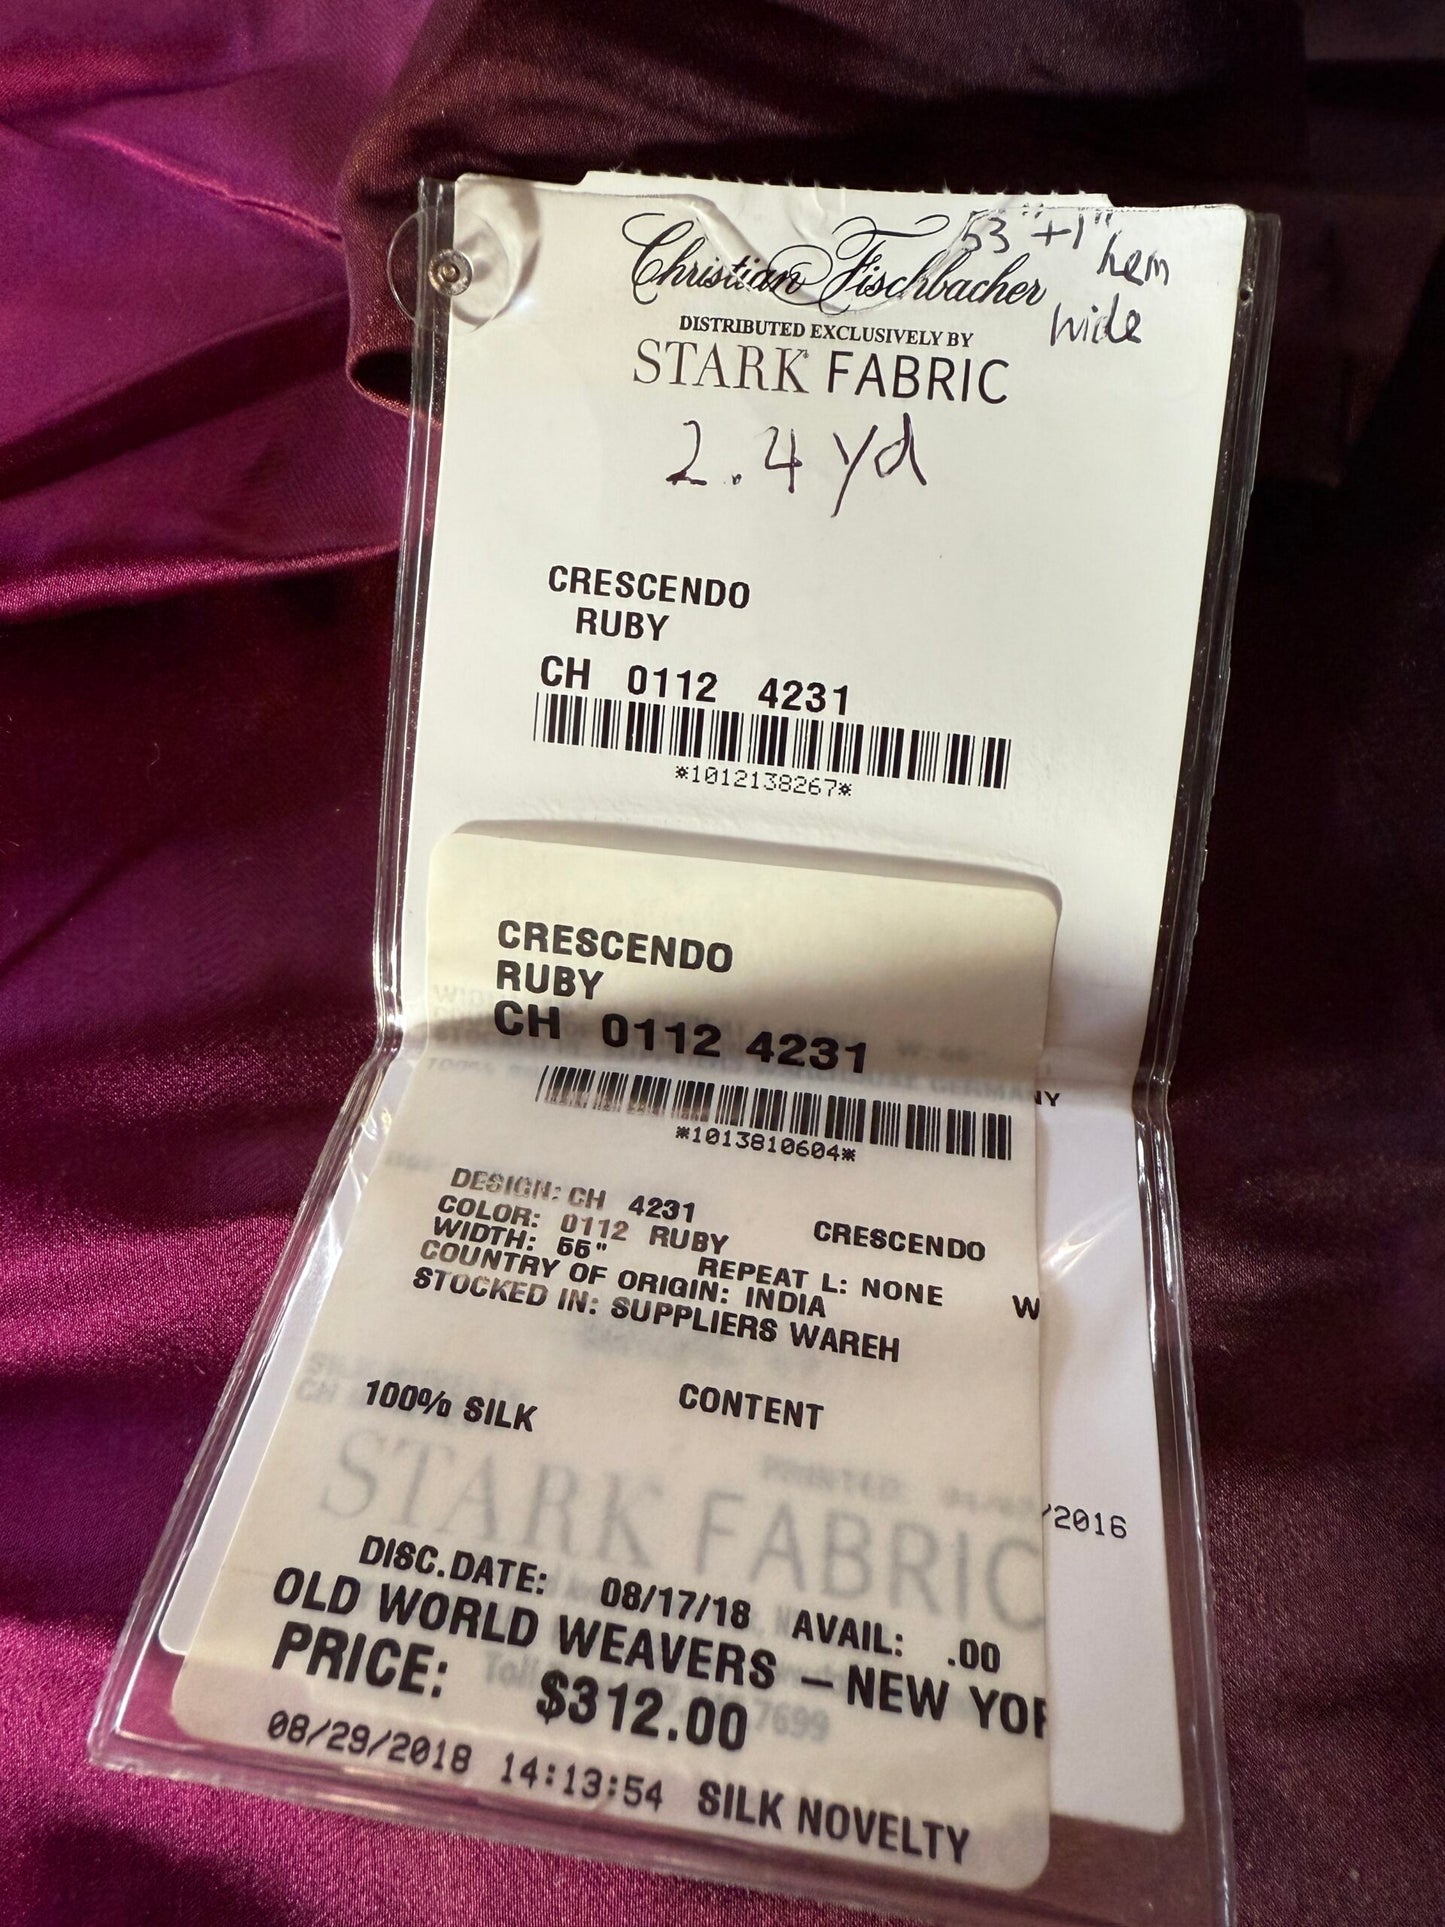 53"+1"
hem
wide
Christian Fischbacher
DISTRIBUTED EXCLUSIVELY BY
STARK FABRIC
2.4 yd
CRESCENDO
RUBY
CH 0112 4231
*1012138267*
CRESCENDO
RUBY
CH 0112 4231
GERMANY
*1013810604*
DESIGN: CH 4231 CRESCENDO
COLOR: 0112 RUBY
WIDTH: 55" REPEAT L: NONE W
COUNTRY OF ORIGIN: INDIA
STOCKED IN: SUPPLIERS WAREH
CONTENT
100% SILK
STARK FABRIC
/2016
DISC.DATE: 08/17/18 AVAIL: .00
OLD WORLD WEAVERS – NEW YOR
PRICE: $312.00
7699
08/29/2018 14:13:54 SILK NOVELTY